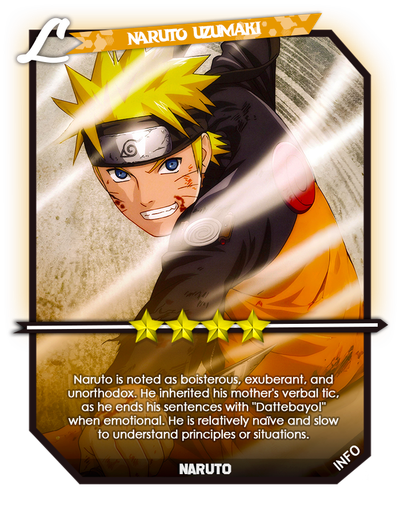 L
NARUTO UZUMAKI®
Naruto is noted as boisterous, exuberant, and
unorthodox. He inherited his mother's verbal tic,
as he ends his sentences with "Dattebayo!"
when emotional. He is relatively naïve and slow
to understand principles or situations.
NARUTO
INFO